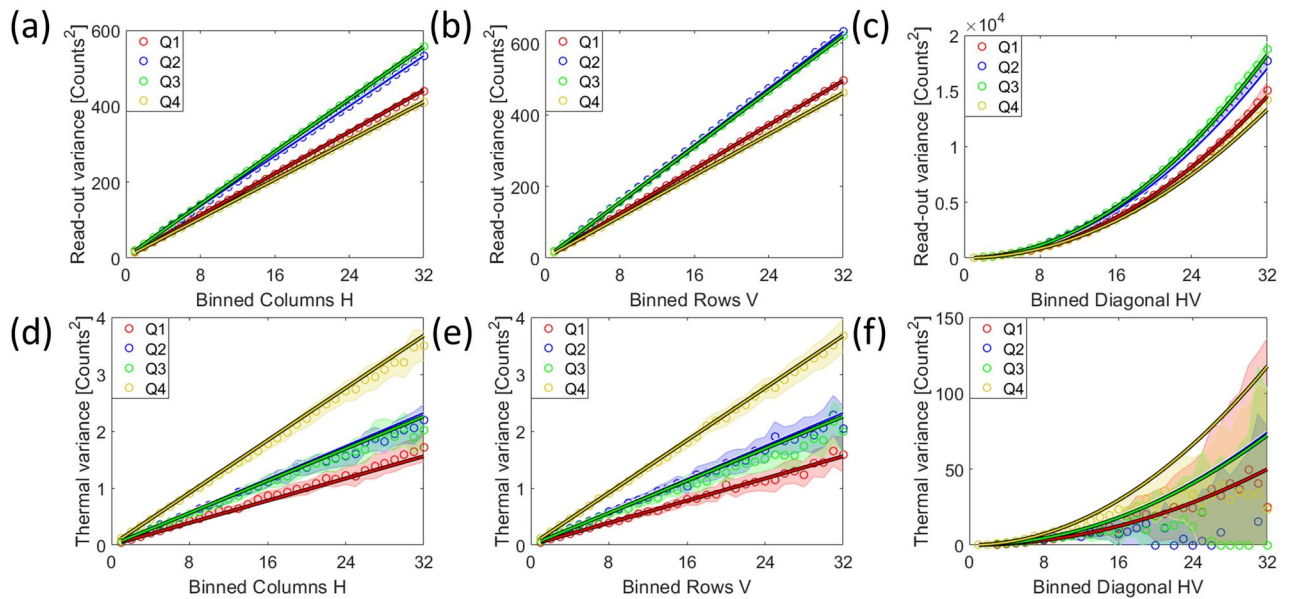 (a)
Read-out variance [Counts²]
600
400
200
0
Q1
Q2
Q3
Q4
0 8 16 24 32
Binned Columns H
(b)
Read-out variance [Counts²]
600
400
200
0
Q1
Q2
Q3
Q4
0 8 16 24 32
Binned Rows V
(c)
×10⁴
Read-out variance [Counts²]
2
1.5
1
0.5
0
Q1
Q2
Q3
Q4
0 8 16 24 32
Binned Diagonal HV
(d)
Thermal variance [Counts²]
4
3
2
1
0
Q1
Q2
Q3
Q4
0 8 16 24 32
Binned Columns H
(e)
Thermal variance [Counts²]
4
3
2
1
0
Q1
Q2
Q3
Q4
0 8 16 24 32
Binned Rows V
(f)
Thermal variance [Counts²]
150
100
50
0
Q1
Q2
Q3
Q4
0 8 16 24 32
Binned Diagonal HV